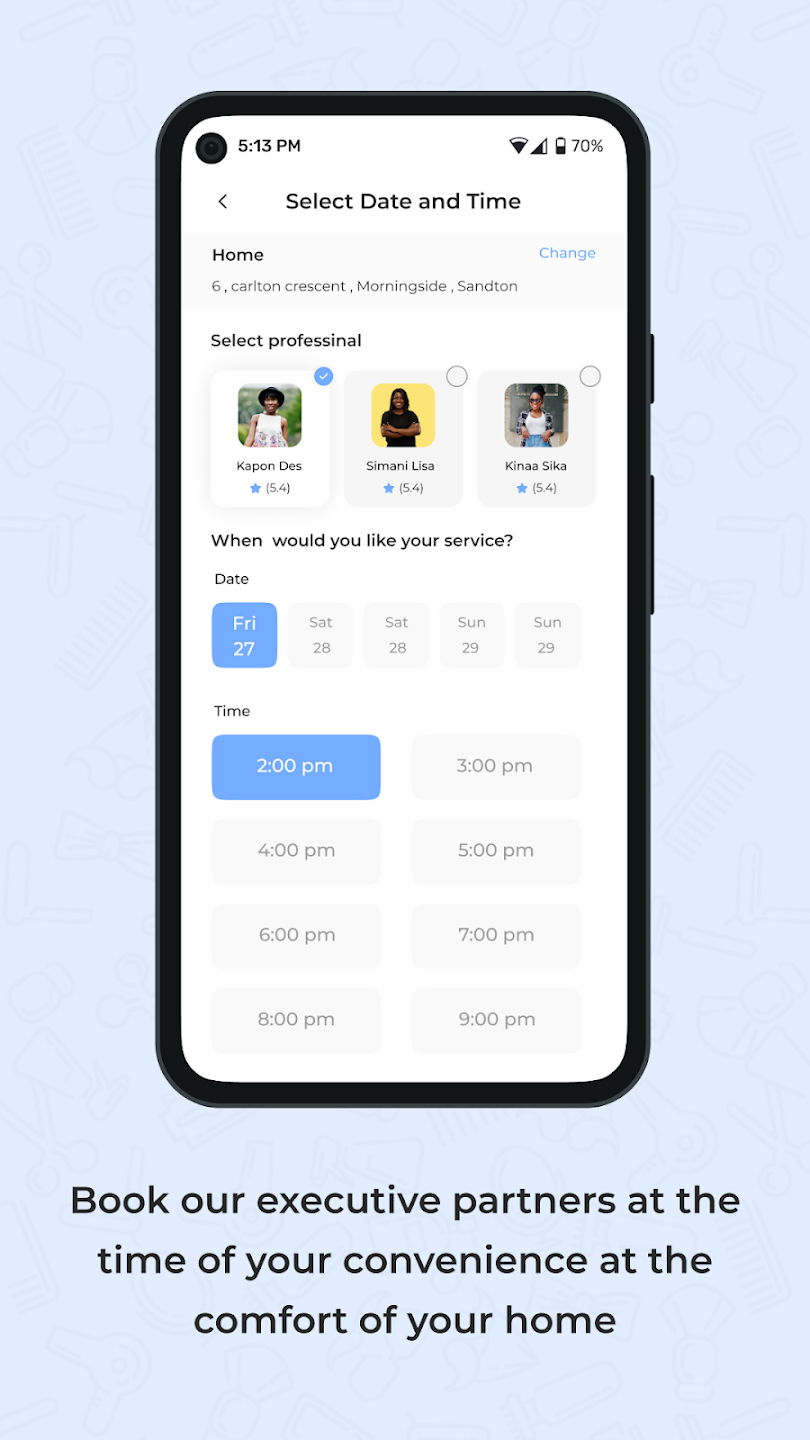 5:13 PM 70%
Select Date and Time
Home Change
6 , carlton crescent , Morningside , Sandton
Select professinal
Kapon Des Simani Lisa Kinaa Sika
(5.4) (5.4) (5.4)
When would you like your service?
Date
Fri Sat Sat Sun Sun
27 28 28 29 29
Time
2:00 pm 3:00 pm
4:00 pm 5:00 pm
6:00 pm 7:00 pm
8:00 pm 9:00 pm
Book our executive partners at the
time of your convenience at the
comfort of your home